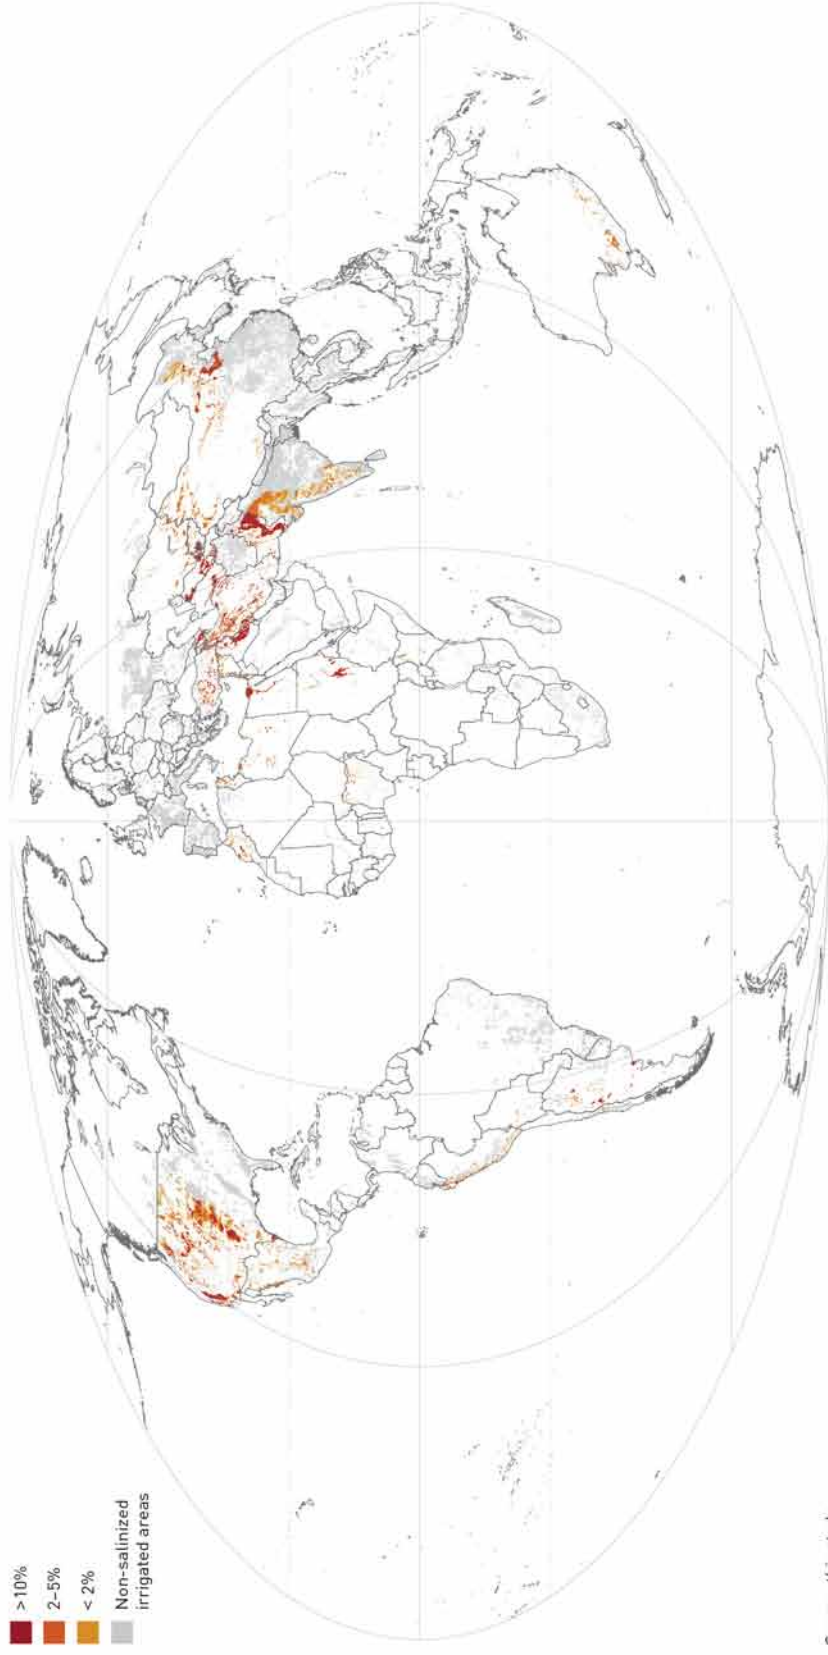 >10%
2–5%
< 2%
Non-salinized
irrigated areas